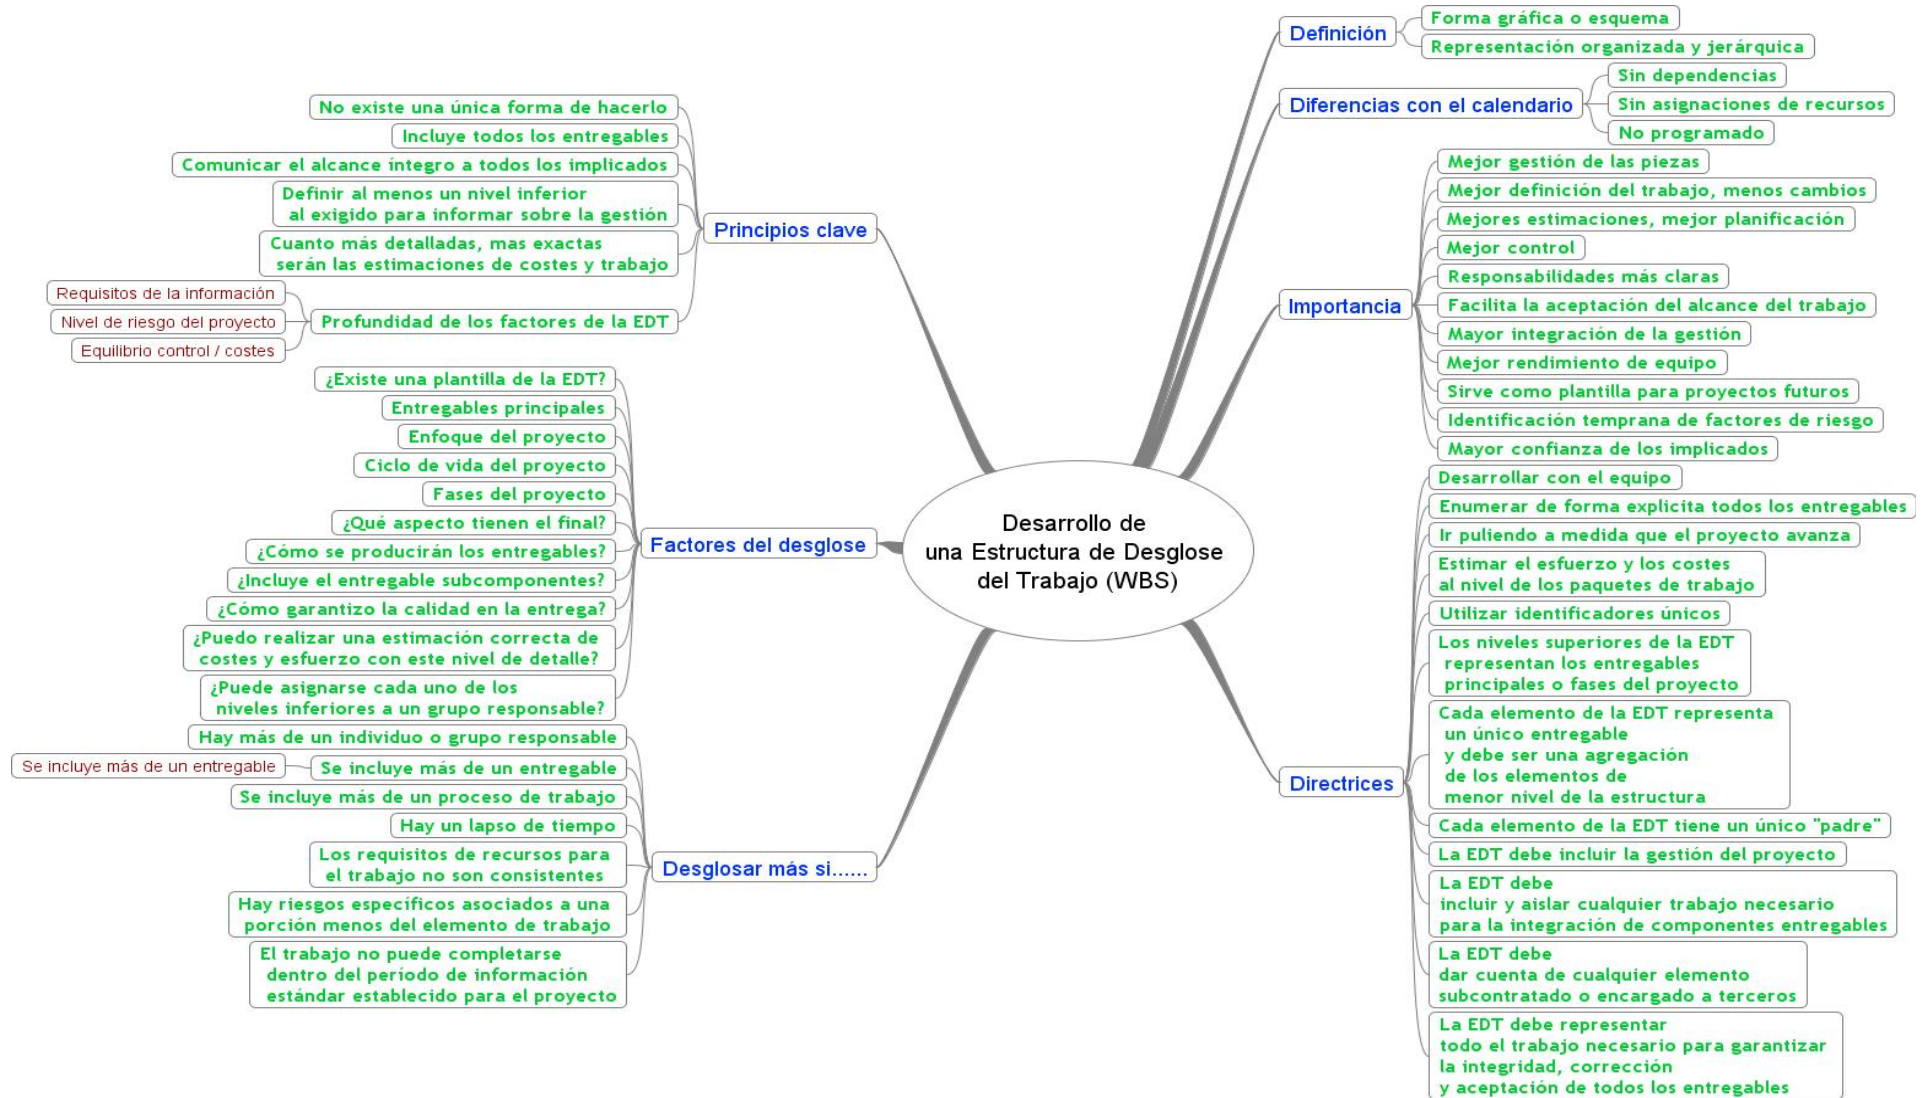 Desarrollo de
una Estructura de Desglose
del Trabajo (WBS)
Definición
Forma gráfica o esquema
Representación organizada y jerárquica
Diferencias con el calendario
Sin dependencias
Sin asignaciones de recursos
No programado
Importancia
Mejor gestión de las piezas
Mejor definición del trabajo, menos cambios
Mejores estimaciones, mejor planificación
Mejor control
Responsabilidades más claras
Facilita la aceptación del alcance del trabajo
Mayor integración de la gestión
Mejor rendimiento de equipo
Sirve como plantilla para proyectos futuros
Identificación temprana de factores de riesgo
Mayor confianza de los implicados
Directrices
Desarrollar con el equipo
Enumerar de forma explicita todos los entregables
Ir puliendo a medida que el proyecto avanza
Estimar el esfuerzo y los costes
al nivel de los paquetes de trabajo
Utilizar identificadores únicos
Los niveles superiores de la EDT
representan los entregables
principales o fases del proyecto
Cada elemento de la EDT representa
un único entregable
y debe ser una agregación
de los elementos de
menor nivel de la estructura
Cada elemento de la EDT tiene un único "padre"
La EDT debe incluir la gestión del proyecto
La EDT debe
incluir y aislar cualquier trabajo necesario
para la integración de componentes entregables
La EDT debe
dar cuenta de cualquier elemento
subcontratado o encargado a terceros
La EDT debe representar
todo el trabajo necesario para garantizar
la integridad, corrección
y aceptación de todos los entregables
Principios clave
No existe una única forma de hacerlo
Incluye todos los entregables
Comunicar el alcance íntegro a todos los implicados
Definir al menos un nivel inferior
al exigido para informar sobre la gestión
Cuanto más detalladas, mas exactas
serán las estimaciones de costes y trabajo
Profundidad de los factores de la EDT
Requisitos de la información
Nivel de riesgo del proyecto
Equilibrio control / costes
Factores del desglose
¿Existe una plantilla de la EDT?
Entregables principales
Enfoque del proyecto
Ciclo de vida del proyecto
Fases del proyecto
¿Qué aspecto tienen el final?
¿Cómo se producirán los entregables?
¿Incluye el entregable subcomponentes?
¿Cómo garantizo la calidad en la entrega?
¿Puedo realizar una estimación correcta de
costes y esfuerzo con este nivel de detalle?
¿Puede asignarse cada uno de los
niveles inferiores a un grupo responsable?
Desglosar más si......
Hay más de un individuo o grupo responsable
Se incluye más de un entregable
Se incluye más de un entregable
Se incluye más de un proceso de trabajo
Hay un lapso de tiempo
Los requisitos de recursos para
el trabajo no son consistentes
Hay riesgos específicos asociados a una
porción menos del elemento de trabajo
El trabajo no puede completarse
dentro del período de información
estándar establecido para el proyecto